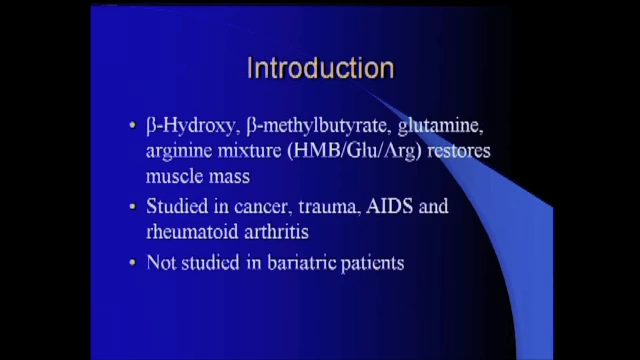 Introduction
• β-Hydroxy, β-methylbutyrate, glutamine,
arginine mixture (HMB/Glu/Arg) restores
muscle mass
• Studied in cancer, trauma, AIDS and
rheumatoid arthritis
• Not studied in bariatric patients